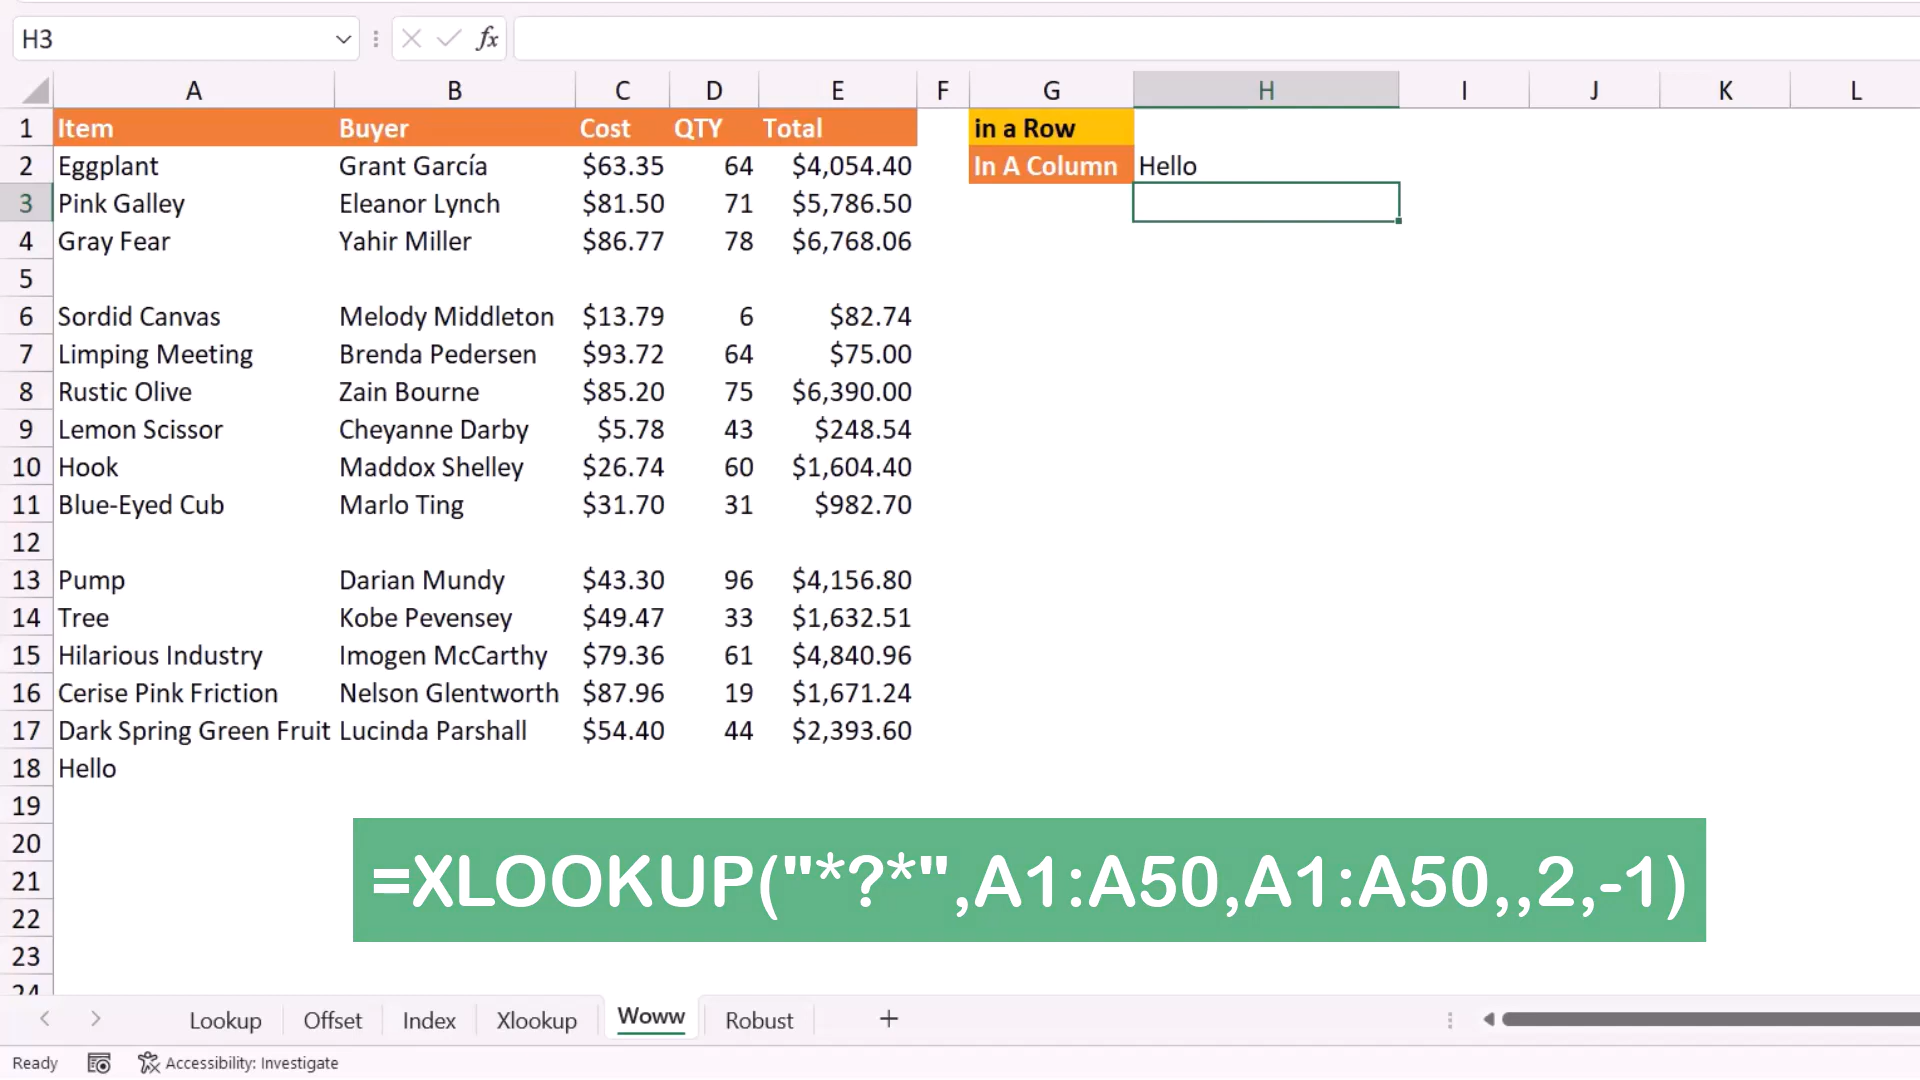 H3
fx
A B C D E F G H I J K L
1 Item Buyer Cost QTY Total in a Row
2 Eggplant Grant García $63.35 64 $4,054.40 In A Column Hello
3 Pink Galley Eleanor Lynch $81.50 71 $5,786.50
4 Gray Fear Yahir Miller $86.77 78 $6,768.06
5
6 Sordid Canvas Melody Middleton $13.79 6 $82.74
7 Limping Meeting Brenda Pedersen $93.72 64 $75.00
8 Rustic Olive Zain Bourne $85.20 75 $6,390.00
9 Lemon Scissor Cheyanne Darby $5.78 43 $248.54
10 Hook Maddox Shelley $26.74 60 $1,604.40
11 Blue-Eyed Cub Marlo Ting $31.70 31 $982.70
12
13 Pump Darian Mundy $43.30 96 $4,156.80
14 Tree Kobe Pevensey $49.47 33 $1,632.51
15 Hilarious Industry Imogen McCarthy $79.36 61 $4,840.96
16 Cerise Pink Friction Nelson Glentworth $87.96 19 $1,671.24
17 Dark Spring Green Fruit Lucinda Parshall $54.40 44 $2,393.60
18 Hello
19
20
=XLOOKUP("*?*",A1:A50,A1:A50,,2,-1)
21
22
23
24
Lookup Offset Index Xlookup Woww Robust +
Ready Accessibility: Investigate